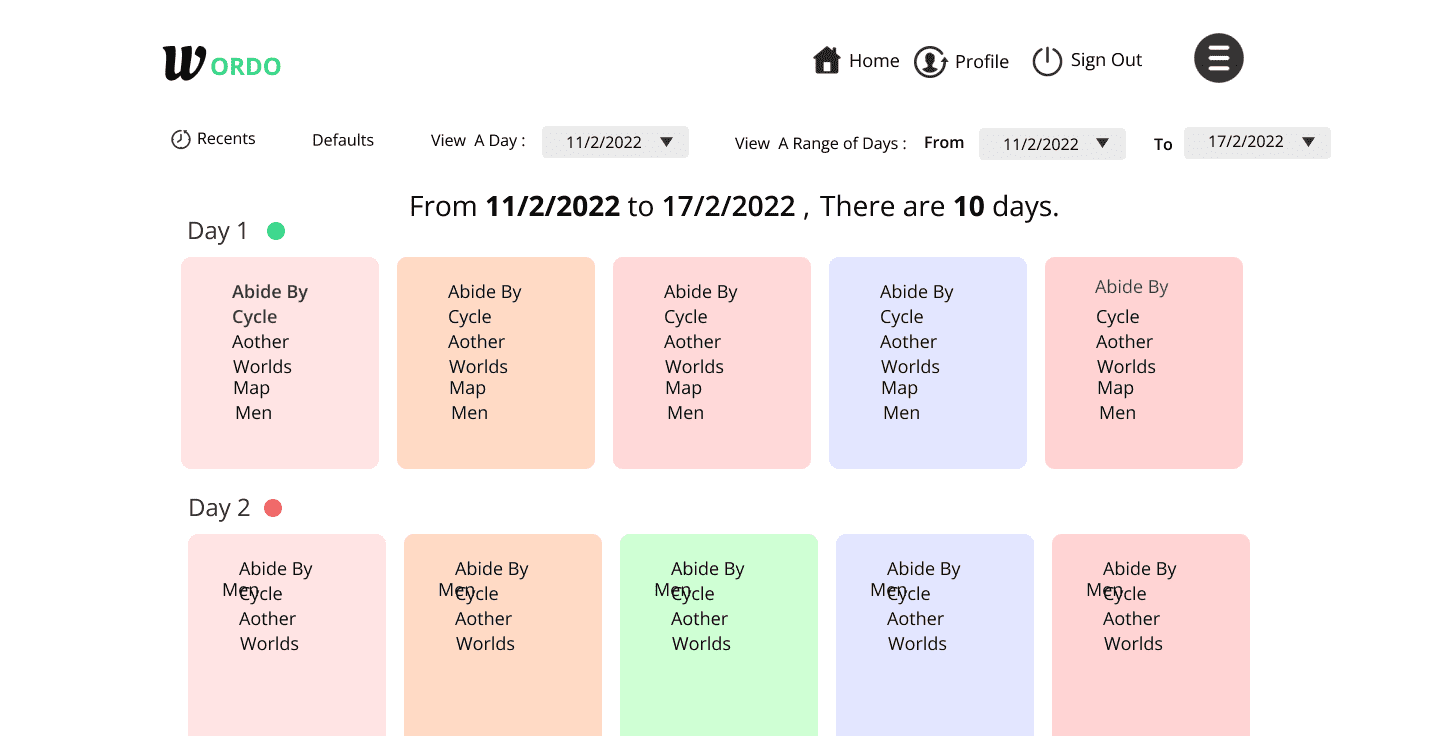 WORDO
Home Profile Sign Out
Recents Defaults View A Day : 11/2/2022 View A Range of Days : From 11/2/2022 To 17/2/2022
From 11/2/2022 to 17/2/2022 , There are 10 days.
Day 1
Abide By
Cycle
Aother
Worlds
Map
Men
Abide By
Cycle
Aother
Worlds
Map
Men
Abide By
Cycle
Aother
Worlds
Map
Men
Abide By
Cycle
Aother
Worlds
Map
Men
Abide By
Cycle
Aother
Worlds
Map
Men
Day 2
Abide By
Men
Cycle
Aother
Worlds
Abide By
Men
Cycle
Aother
Worlds
Abide By
Men
Cycle
Aother
Worlds
Abide By
Men
Cycle
Aother
Worlds
Abide By
Men
Cycle
Aother
Worlds